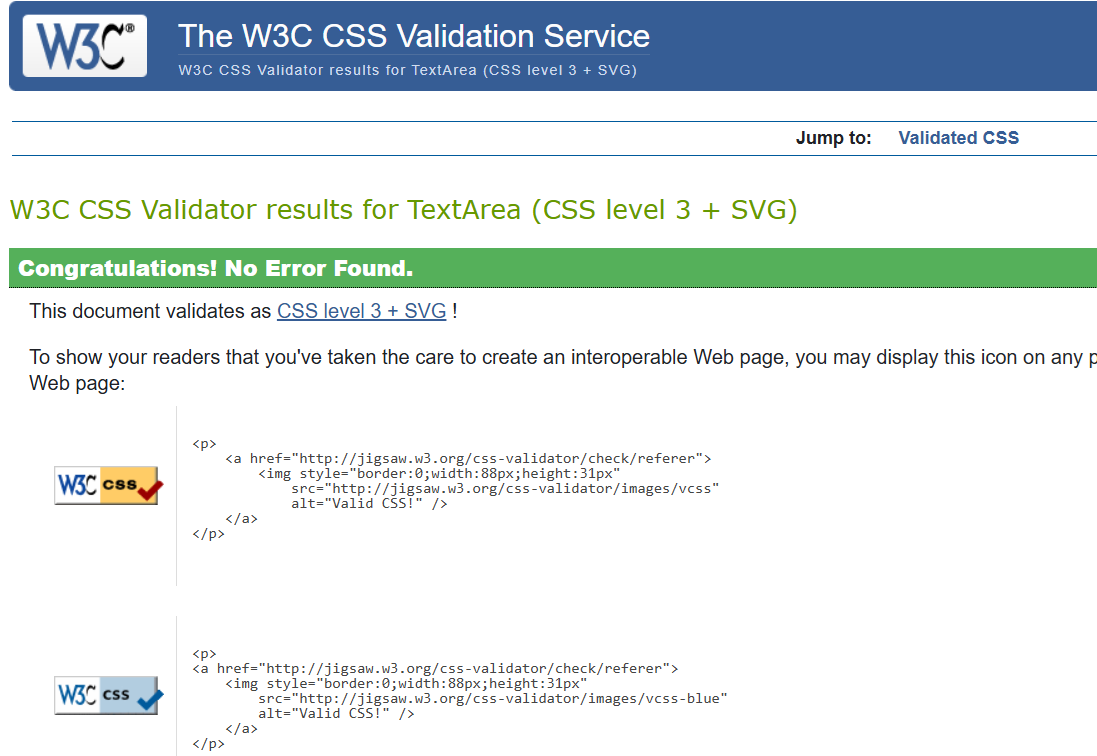 W3C®
The W3C CSS Validation Service
W3C CSS Validator results for TextArea (CSS level 3 + SVG)
Jump to: Validated CSS
W3C CSS Validator results for TextArea (CSS level 3 + SVG)
Congratulations! No Error Found.
This document validates as CSS level 3 + SVG !
To show your readers that you've taken the care to create an interoperable Web page, you may display this icon on any
Web page:
W3C css
<p>
    <a href="http://jigsaw.w3.org/css-validator/check/referer">
        <img style="border:0;width:88px;height:31px"
            src="http://jigsaw.w3.org/css-validator/images/vcss"
            alt="Valid CSS!" />
    </a>
</p>
W3C css
<p>
<a href="http://jigsaw.w3.org/css-validator/check/referer">
    <img style="border:0;width:88px;height:31px"
        src="http://jigsaw.w3.org/css-validator/images/vcss-blue"
        alt="Valid CSS!" />
    </a>
</p>